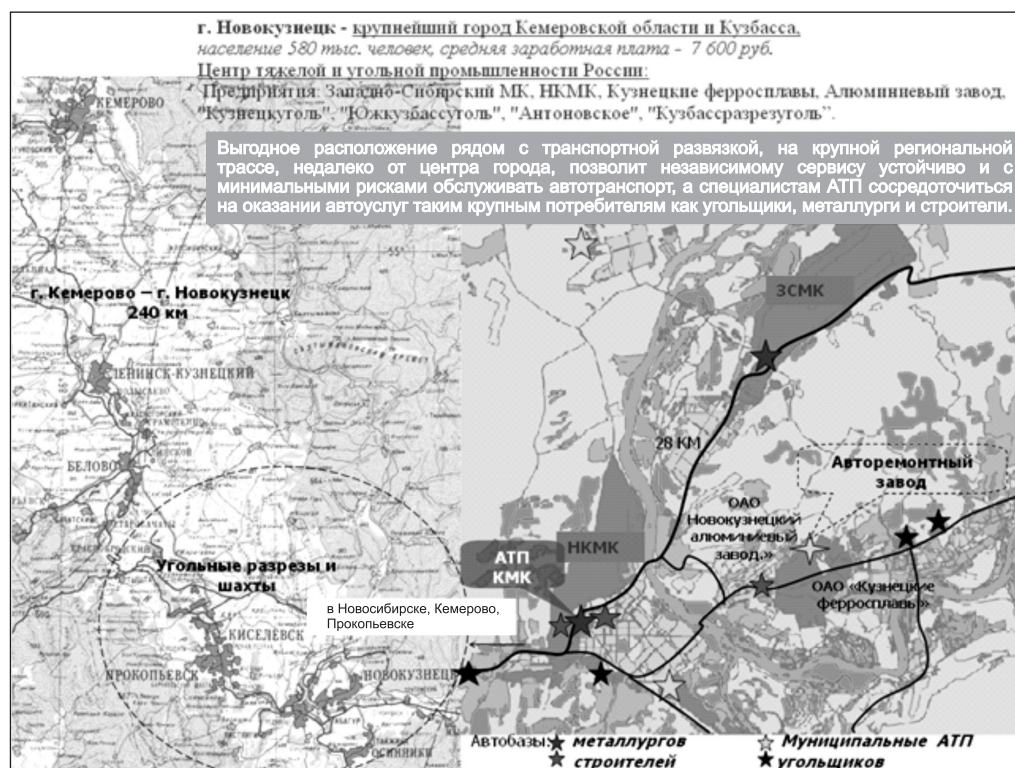 г. Новокузнецк - крупнейший город Кемеровской области и Кузбасса,
население 580 тыс. человек, средняя заработная плата - 7 600 руб.
Центр тяжелой и угольной промышленности России:
Предприятия: Западно-Сибирский МК, НКМК, Кузнецкие ферросплавы, Алюминиевый завод,
"Кузнецкуголь", "Южкузбассуголь", "Антоновское", "Кузбассразрезуголь".
Выгодное расположение рядом с транспортной развязкой, на крупной региональной
трассе, недалеко от центра города, позволит независимому сервису устойчиво и с
минимальными рисками обслуживать автотранспорт, а специалистам АТП сосредоточиться
на оказании автоуслуг таким крупным потребителям как угольщики, металлурги и строители.
КЕМЕРОВО
г. Кемерово – г. Новокузнецк
240 км
ЛЕНИНСК-КУЗНЕЦКИЙ
БЕЛОВО
Угольные разрезы и
шахты
в Новосибирске, Кемерово,
Прокопьевске
КИСЕЛЕВСК
ПРОКОПЬЕВСК
НОВОКУЗНЕЦК
ОСИННИКИ
ЗСМК
28 КМ
Авторемонтный
завод
ОАО
Новокузнецкий
алюминиевый
завод.»
АТП
КМК
НКМК
ОАО «Кузнецкие
ферросплавы»
Автобазы: металлургов
строителей
Муниципальные АТП
угольщиков